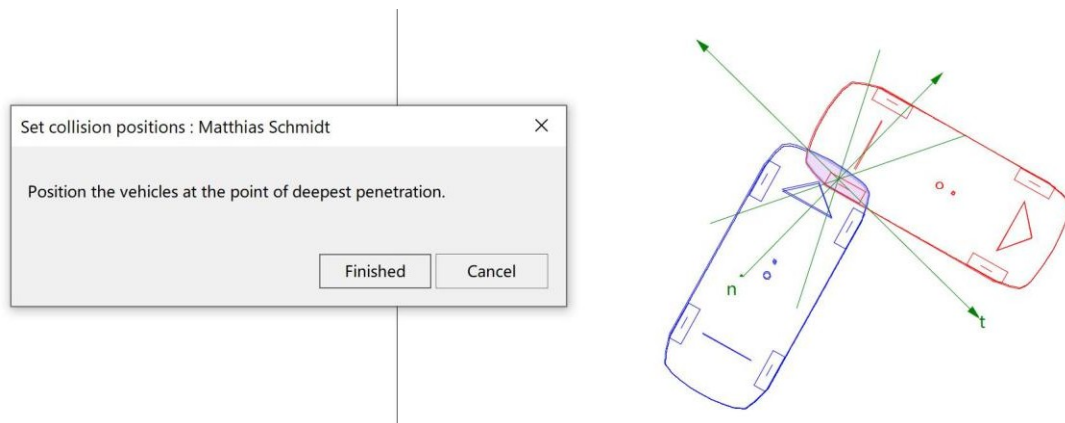 Set collision positions : Matthias Schmidt
Position the vehicles at the point of deepest penetration.
Finished
Cancel
n
t